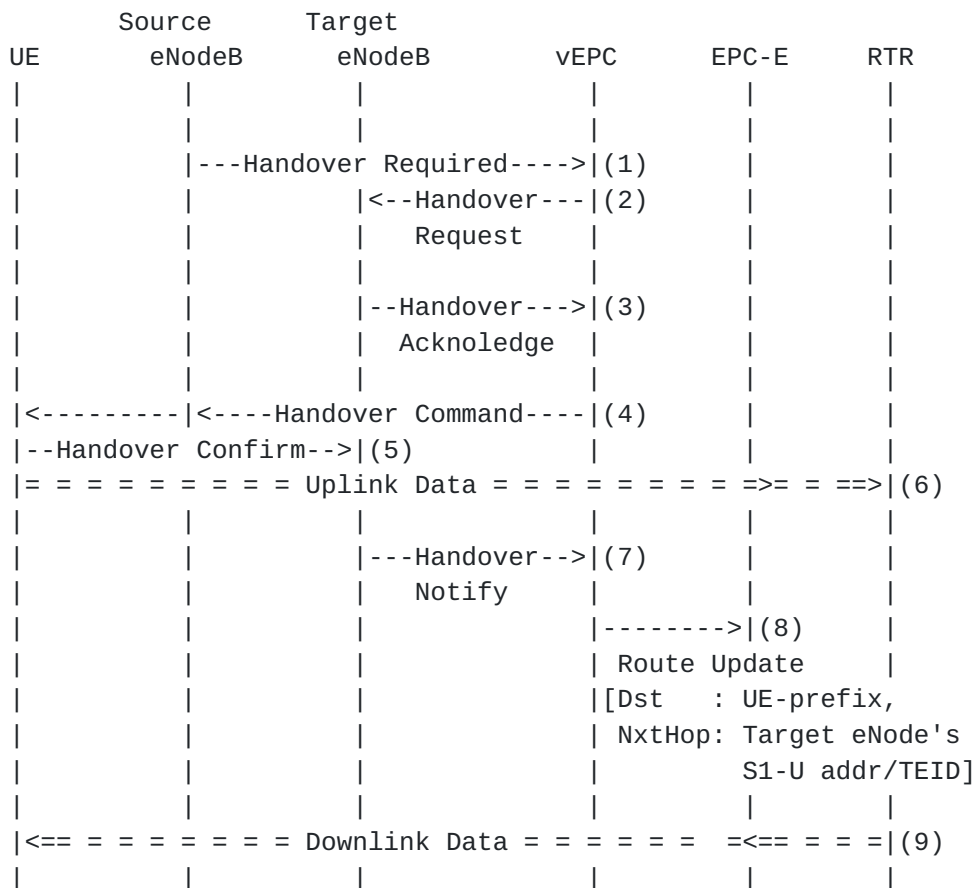 Source Target
UE eNodeB eNodeB vEPC EPC-E RTR
| | | | | |
| | | | | |
| |---Handover Required---->|(1) | |
| | |<--Handover---|(2) | |
| | | Request | | |
| | | | | |
| | |--Handover--->|(3) | |
| | | Acknoledge | | |
| | | | | |
|<---------|<----Handover Command----|(4) | |
|--Handover Confirm-->|(5) | | |
|= = = = = = = = = Uplink Data = = = = = = = = =>= = ==>|(6)
| | | | | |
| | |---Handover-->|(7) | |
| | | Notify | | |
| | | |-------->|(8) |
| | | | Route Update |
| | | |[Dst : UE-prefix,
| | | | NxtHop: Target eNode's
| | | | S1-U addr/TEID]
| | | | | |
|<== = = = = = = = Downlink Data = = = = = = =<== = = =|(9)
| | | | | |